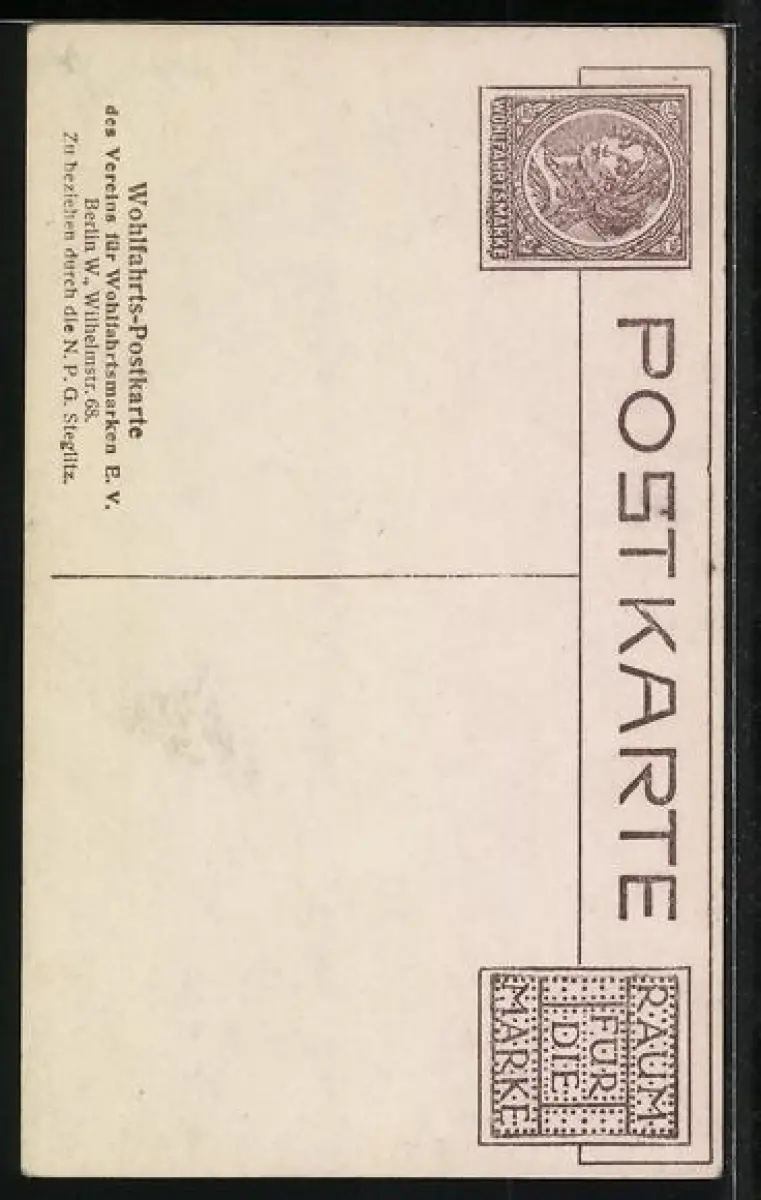 WOHLFAHRTSMARKE
POSTKARTE
RAUM
FÜR
DIE
MARKE
Wohlfahrts-Postkarte
des Vereins für Wohlfahrtsmarken E. V.
Berlin W., Wilhelmstr. 68.
Zu beziehen durch die N. P. G. Steglitz.